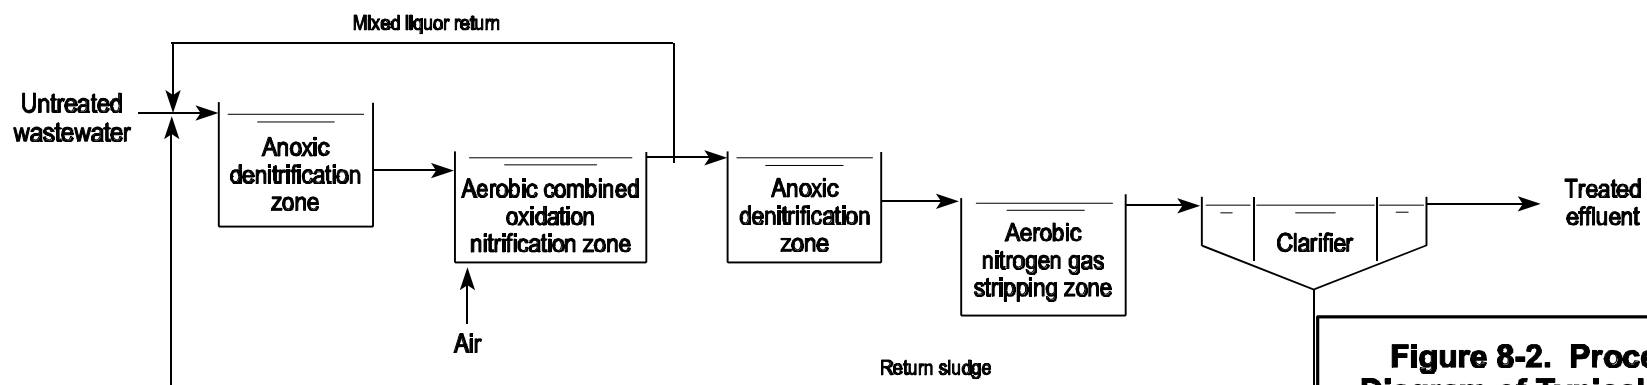 Mixed liquor return
Untreated
wastewater
Anoxic
denitrification
zone
Aerobic combined
oxidation
nitrification zone
Air
Anoxic
denitrification
zone
Aerobic
nitrogen gas
stripping zone
Clarifier
Treated
effluent
Return sludge
Figure 8-2. Proce
Diagram of Typical